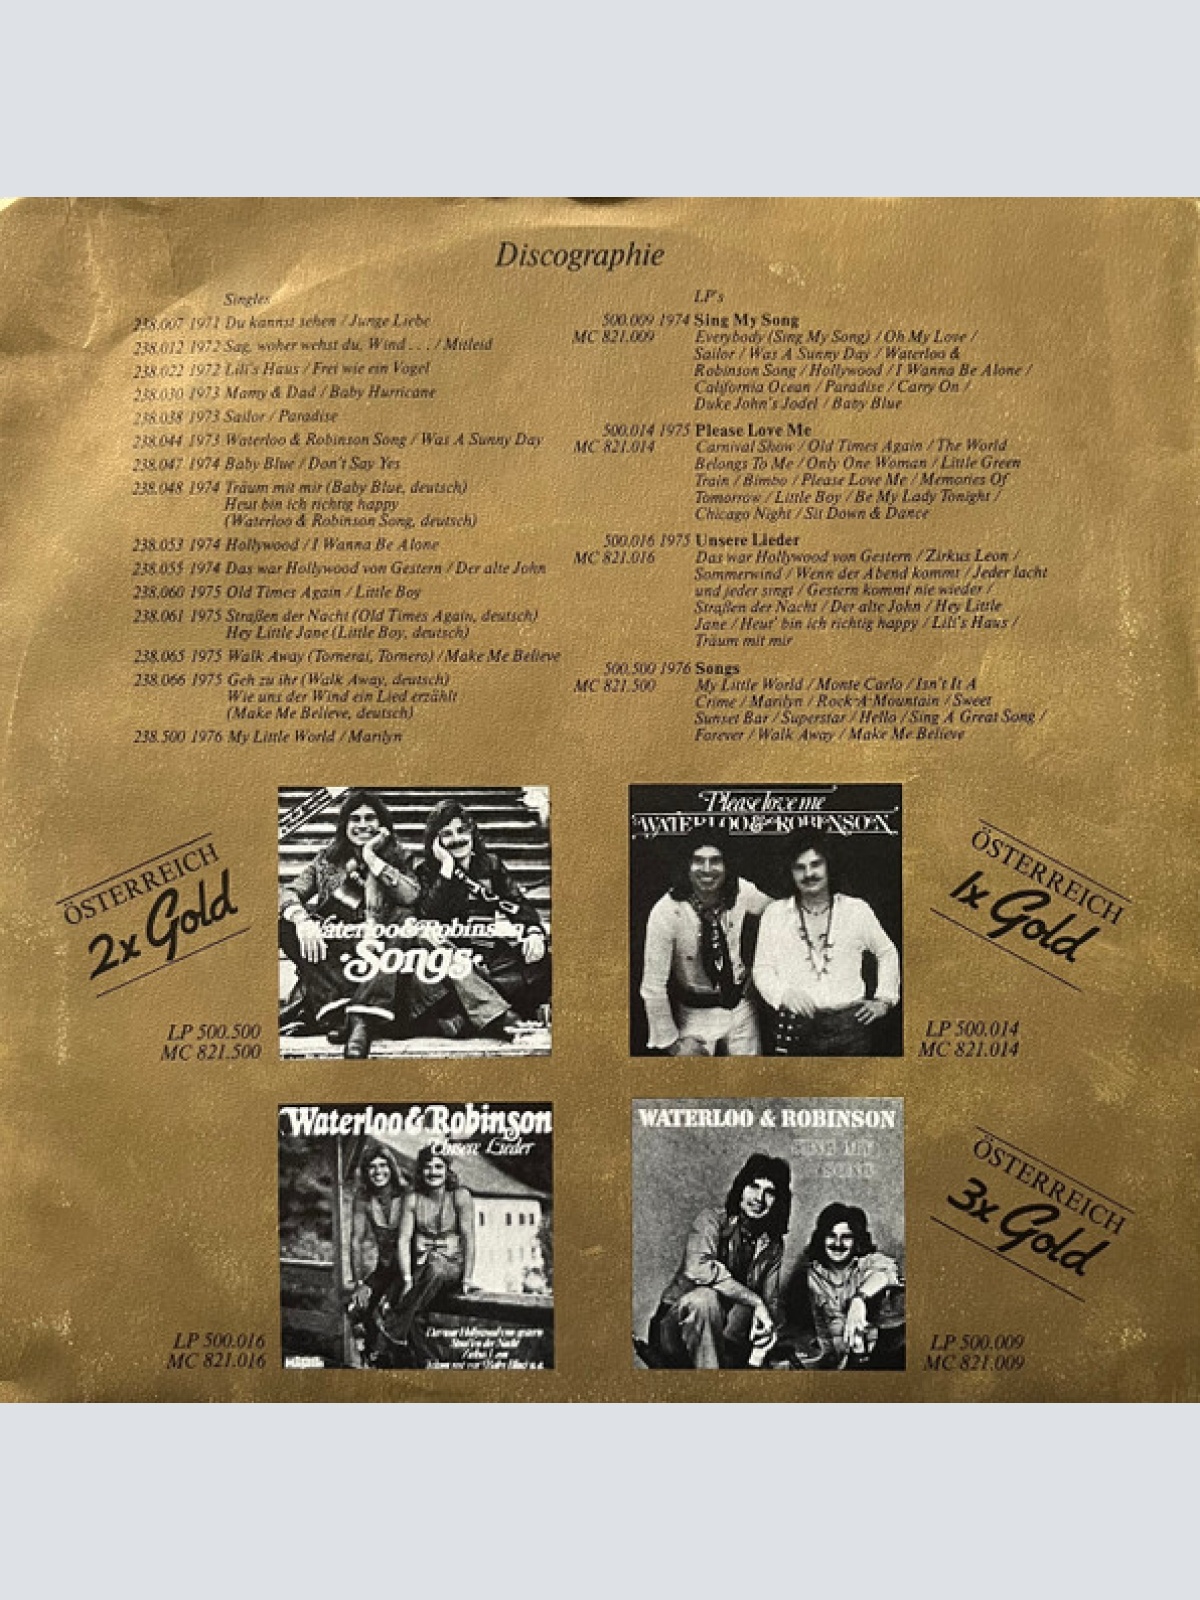 Discographie
Singles
238.007 1971 Du kannst sehen / Junge Liebe
238.012 1972 Sag, woher wehst du, Wind . . . / Mitleid
238.022 1972 Lili's Haus / Frei wie ein Vogel
238.030 1973 Mamy & Dad / Baby Hurricane
238.038 1973 Sailor / Paradise
238.044 1973 Waterloo & Robinson Song / Was A Sunny Day
238.047 1974 Baby Blue / Don't Say Yes
238.048 1974 Träum mit mir (Baby Blue, deutsch)
Heut bin ich richtig happy
(Waterloo & Robinson Song, deutsch)
238.053 1974 Hollywood / I Wanna Be Alone
238.055 1974 Das war Hollywood von Gestern / Der alte John
238.060 1975 Old Times Again / Little Boy
238.061 1975 Straßen der Nacht (Old Times Again, deutsch)
Hey Little Jane (Little Boy, deutsch)
238.065 1975 Walk Away (Tornerai, Tornero) / Make Me Believe
238.066 1975 Geh zu ihr (Walk Away, deutsch)
Wie uns der Wind ein Lied erzählt
(Make Me Believe, deutsch)
238.500 1976 My Little World / Marilyn
LP's
500.009 1974 Sing My Song
MC 821.009 Everybody (Sing My Song) / Oh My Love /
Sailor / Was A Sunny Day / Waterloo &
Robinson Song / Hollywood / I Wanna Be Alone /
California Ocean / Paradise / Carry On /
Duke John's Jodel / Baby Blue
500.014 1975 Please Love Me
MC 821.014 Carnival Show / Old Times Again / The World
Belongs To Me / Only One Woman / Little Green
Train / Bimbo / Please Love Me / Memories Of
Tomorrow / Little Boy / Be My Lady Tonight /
Chicago Night / Sit Down & Dance
500.016 1975 Unsere Lieder
MC 821.016 Das war Hollywood von Gestern / Zirkus Leon /
Sommerwind / Wenn der Abend kommt / Jeder lacht
und jeder singt / Gestern kommt nie wieder /
Straßen der Nacht / Der alte John / Hey Little
Jane / Heut' bin ich richtig happy / Lili's Haus /
Träum mit mir
500.500 1976 Songs
MC 821.500 My Little World / Monte Carlo / Isn't It A
Crime / Marilyn / Rock-A-Mountain / Sweet
Sunset Bar / Superstar / Hello / Sing A Great Song /
Forever / Walk Away / Make Me Believe
ÖSTERREICH
2x Gold
LP 500.500
MC 821.500
Waterloo & Robinson
Songs
Please love me
WATERLOO & ROBINSON
ÖSTERREICH
1x Gold
LP 500.014
MC 821.014
Waterloo & Robinson
Unsere Lieder
Das war Hollywood von gestern
Straßen der Nacht
LP 500.016
MC 821.016
WATERLOO & ROBINSON
SING MY
SONG
ÖSTERREICH
3x Gold
LP 500.009
MC 821.009